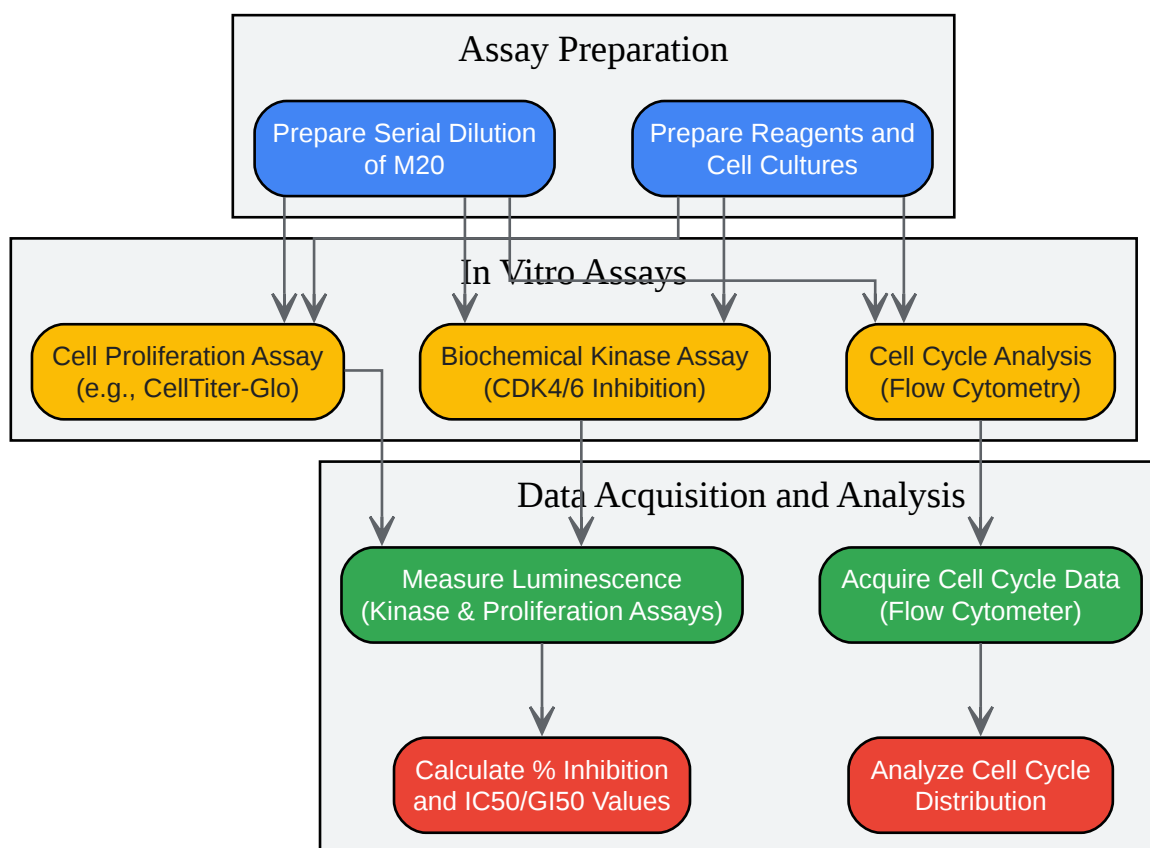 Assay Preparation
Prepare Serial Dilution
of M20
Prepare Reagents and
Cell Cultures
In Vitro Assays
Cell Proliferation Assay
(e.g., CellTiter-Glo)
Biochemical Kinase Assay
(CDK4/6 Inhibition)
Cell Cycle Analysis
(Flow Cytometry)
Data Acquisition and Analysis
Measure Luminescence
(Kinase & Proliferation Assays)
Acquire Cell Cycle Data
(Flow Cytometer)
Calculate % Inhibition
and IC50/GI50 Values
Analyze Cell Cycle
Distribution